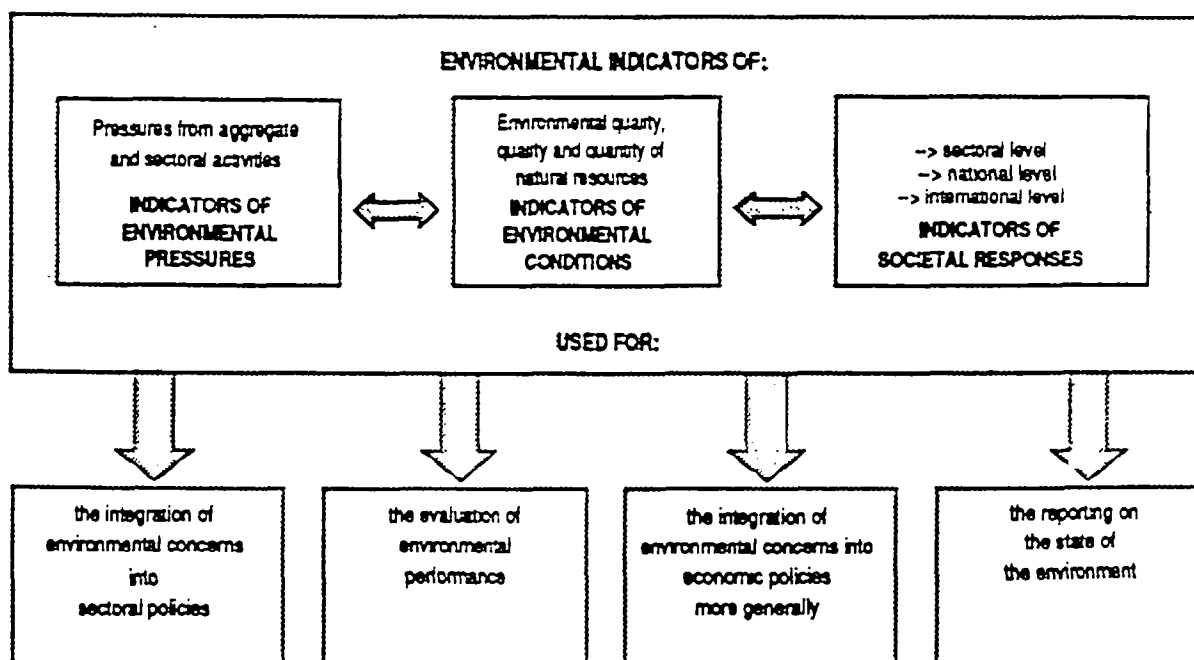 ENVIRONMENTAL INDICATORS OF:
Pressures from aggregate
and sectoral activities
INDICATORS OF
ENVIRONMENTAL
PRESSURES
Environmental quality,
quality and quantity of
natural resources
INDICATORS OF
ENVIRONMENTAL
CONDITIONS
--> sectoral level
--> national level
--> international level
INDICATORS OF
SOCIETAL RESPONSES
USED FOR:
the integration of
environmental concerns
into
sectoral policies
the evaluation of
environmental
performance
the integration of
environmental concerns into
economic policies
more generally
the reporting on
the state of
the environment